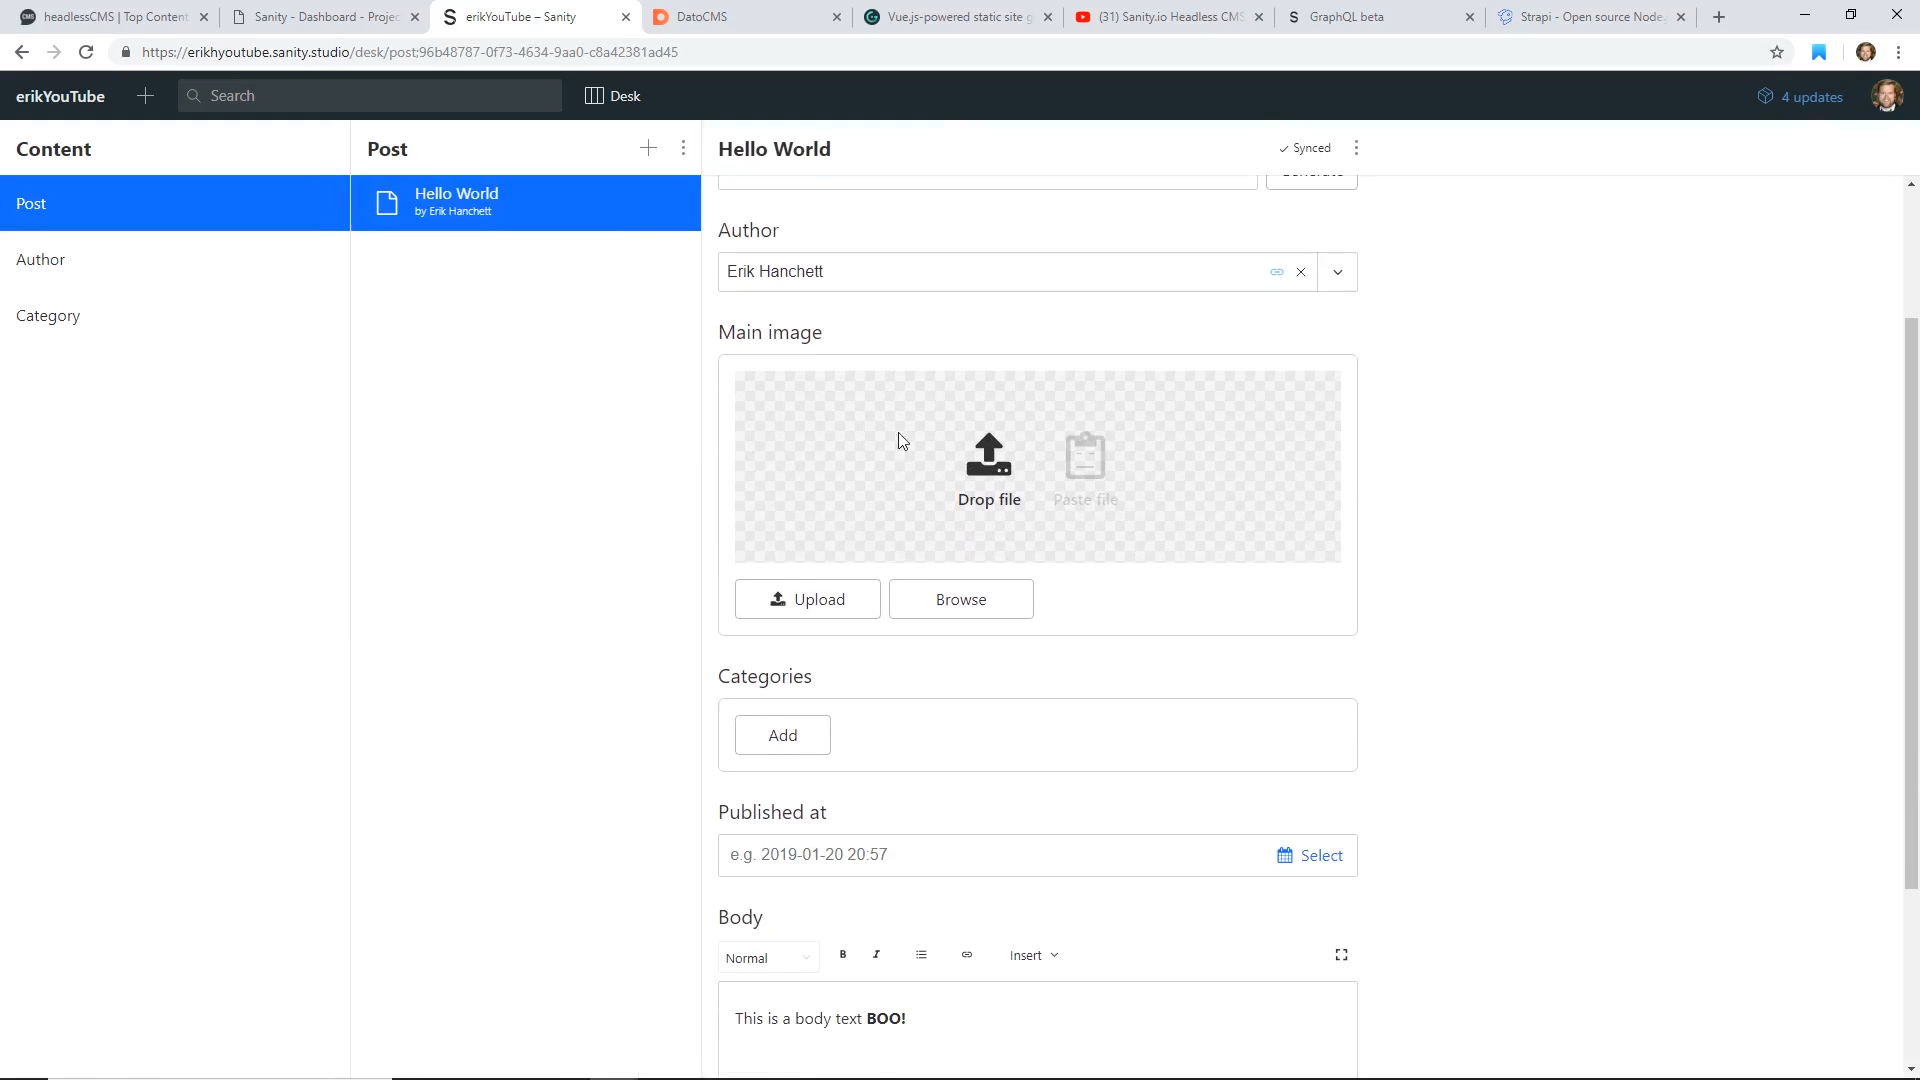 headlessCMS | Top Content
Sanity - Dashboard - Projec
erikYouTube – Sanity
DatoCMS
Vue.js-powered static site g
(31) Sanity.io Headless CMS
GraphQL beta
Strapi - Open source Node.
https://erikhyoutube.sanity.studio/desk/post;96b48787-0f73-4634-9aa0-c8a42381ad45
erikYouTube
Search
Desk
4 updates
Content
Post
Hello World
Synced
Post
Hello World
by Erik Hanchett
Generate
Author
Category
Author
Erik Hanchett
Main image
Drop file
Paste file
Upload
Browse
Categories
Add
Published at
e.g. 2019-01-20 20:57
Select
Body
Normal
B
I
Insert
This is a body text BOO!